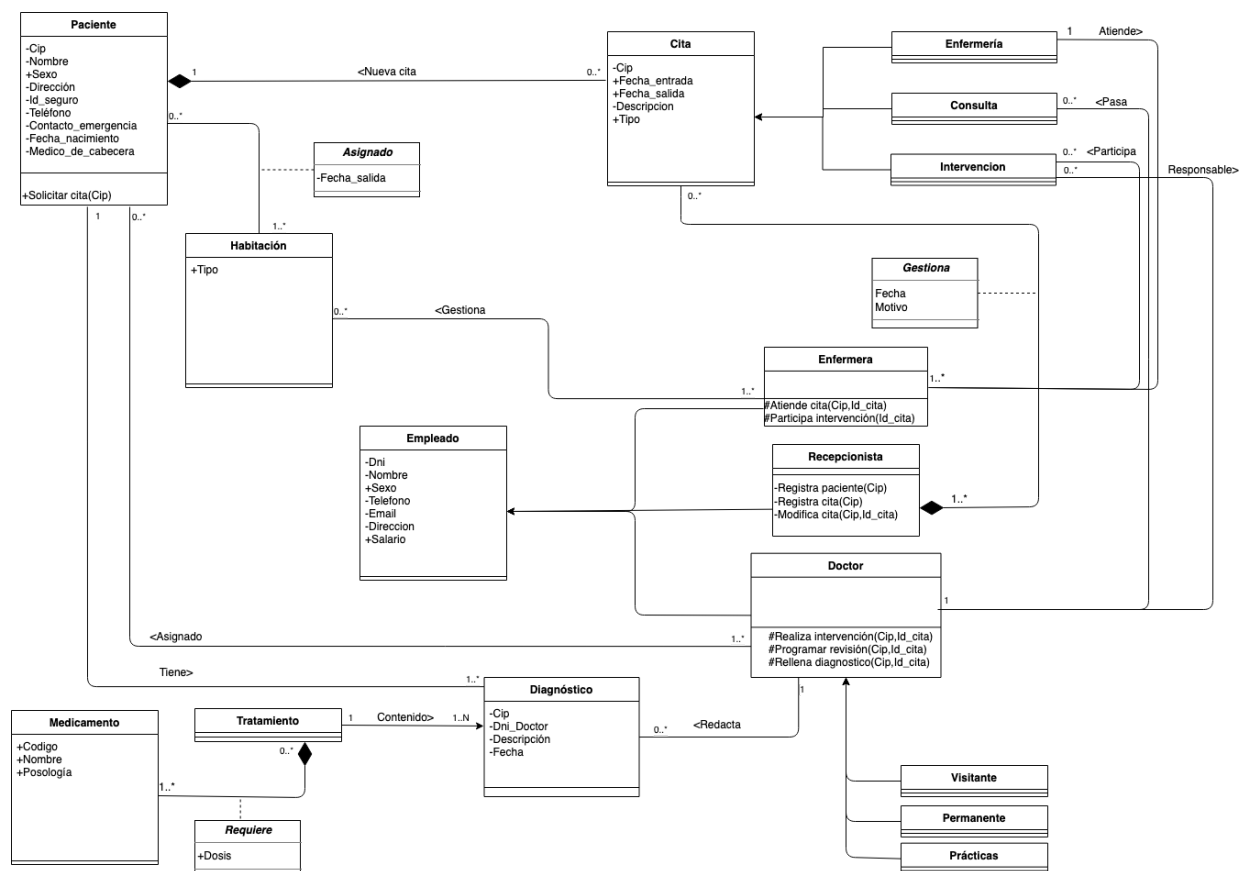 Paciente
-Cip
-Nombre
+Sexo
-Dirección
-Id_seguro
-Teléfono
-Contacto_emergencia
-Fecha_nacimiento
-Medico_de_cabecera
+Solicitar cita(Cip)
1
<Nueva cita
0..*
Cita
-Cip
+Fecha_entrada
+Fecha_salida
-Descripcion
+Tipo
Enfermería
1
Atiende>
Consulta
0..*
<Pasa
Intervencion
0..*
<Participa
0..*
Responsable>
0..*
Asignado
-Fecha_salida
1
0..*
1..*
0..*
Habitación
+Tipo
0..*
<Gestiona
1..*
Gestiona
Fecha
Motivo
Enfermera
1..*
#Atiende cita(Cip,Id_cita)
#Participa intervención(Id_cita)
Empleado
-Dni
-Nombre
+Sexo
-Telefono
-Email
-Direccion
+Salario
Recepcionista
-Registra paciente(Cip)
-Registra cita(Cip)
-Modifica cita(Cip,Id_cita)
1..*
Doctor
1
#Realiza intervención(Cip,Id_cita)
#Programar revisión(Cip,Id_cita)
#Rellena diagnostico(Cip,Id_cita)
<Asignado
1..*
Tiene>
1..*
1
Diagnóstico
-Cip
-Dni_Doctor
-Descripción
-Fecha
0..*
<Redacta
Medicamento
+Codigo
+Nombre
+Posología
1..*
Tratamiento
1
Contenido>
1..N
0..*
Requiere
+Dosis
Visitante
Permanente
Prácticas